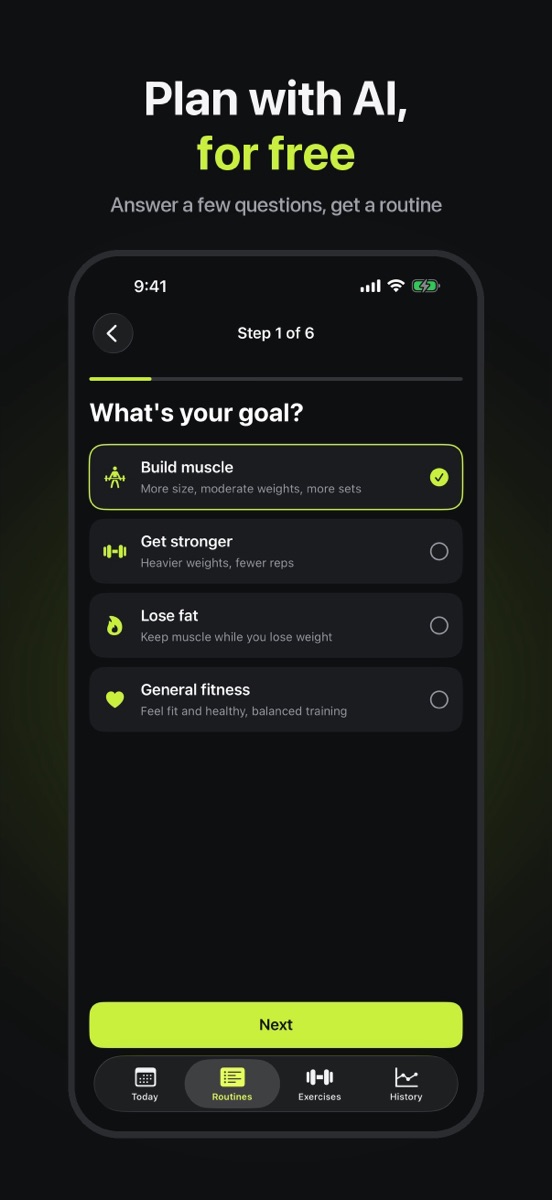 Plan with AI,
for free
Answer a few questions, get a routine
9:41
Step 1 of 6
What's your goal?
Build muscle
More size, moderate weights, more sets
Get stronger
Heavier weights, fewer reps
Lose fat
Keep muscle while you lose weight
General fitness
Feel fit and healthy, balanced training
Next
Today
Routines
Exercises
History